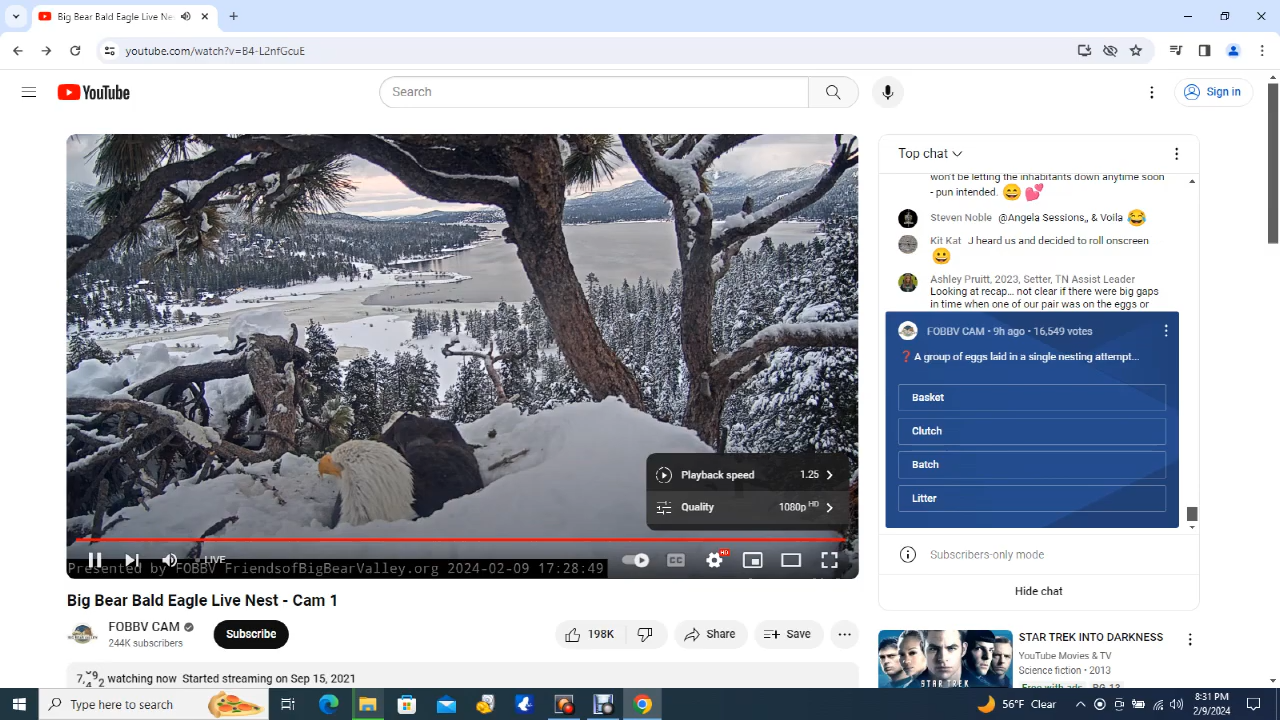 Big Bear Bald Eagle Live Ne
youtube.com/watch?v=B4-L2nfGcuE
YouTube
Search
Sign in
Top chat
won't be letting the inhabitants down anytime soon
- pun intended. 😄 💕
Steven Noble @Angela Sessions,, & Voila 😂
Kit Kat J heard us and decided to roll onscreen
😀
Ashley Pruitt, 2023, Setter, TN Assist Leader
Looking at recap... not clear if there were big gaps
in time when one of our pair was on the eggs or
FOBBV CAM • 9h ago • 16,549 votes
❓A group of eggs laid in a single nesting attempt...
Basket
Clutch
Batch
Litter
Subscribers-only mode
Hide chat
Playback speed 1.25
Quality 1080p HD
LIVE
CC
HD
Presented by FOBBV FriendsofBigBearValley.org 2024-02-09 17:28:49
Big Bear Bald Eagle Live Nest - Cam 1
FOBBV CAM
244K subscribers
Subscribe
198K
Share
Save
watching now Started streaming on Sep 15, 2021
STAR TREK
STAR TREK INTO DARKNESS
YouTube Movies & TV
Science fiction • 2013
Free with ads PG-13
Type here to search
56°F Clear
8:31 PM
2/9/2024